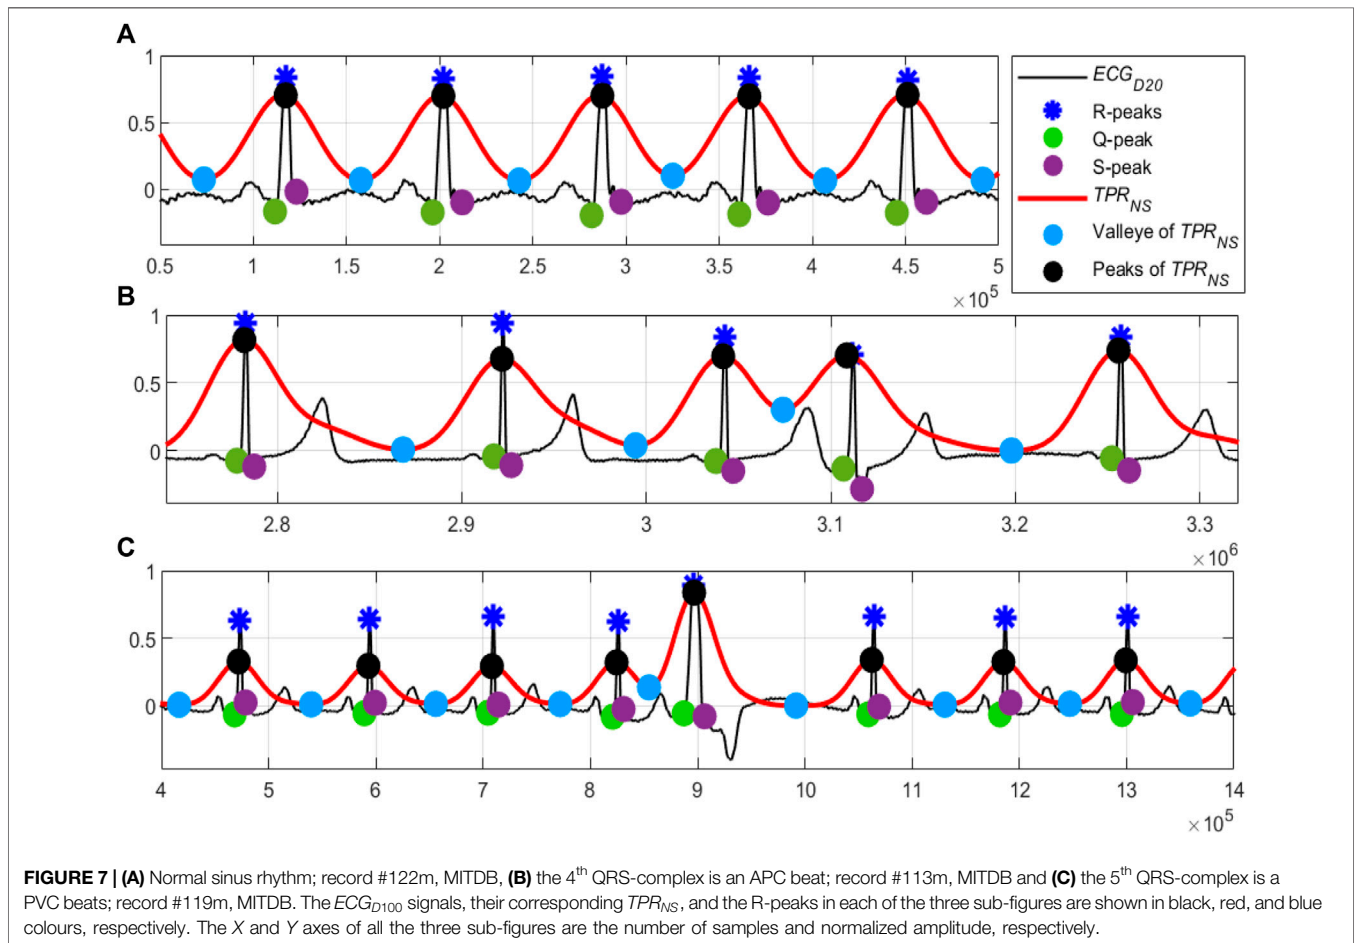 A
1
0.5
0
0.5 1 1.5 2 2.5 3 3.5 4 4.5 5
× 10^5
ECG_D20
R-peaks
Q-peak
S-peak
TPR_NS
Valleye of TPR_NS
Peaks of TPR_NS
B
1
0.5
0
2.8 2.9 3 3.1 3.2 3.3
× 10^6
C
1
0.5
0
4 5 6 7 8 9 10 11 12 13 14
× 10^5
FIGURE 7 | (A) Normal sinus rhythm; record #122m, MITDB, (B) the 4th QRS-complex is an APC beat; record #113m, MITDB and (C) the 5th QRS-complex is a
PVC beats; record #119m, MITDB. The ECG_D100 signals, their corresponding TPR_NS, and the R-peaks in each of the three sub-figures are shown in black, red, and blue
colours, respectively. The X and Y axes of all the three sub-figures are the number of samples and normalized amplitude, respectively.